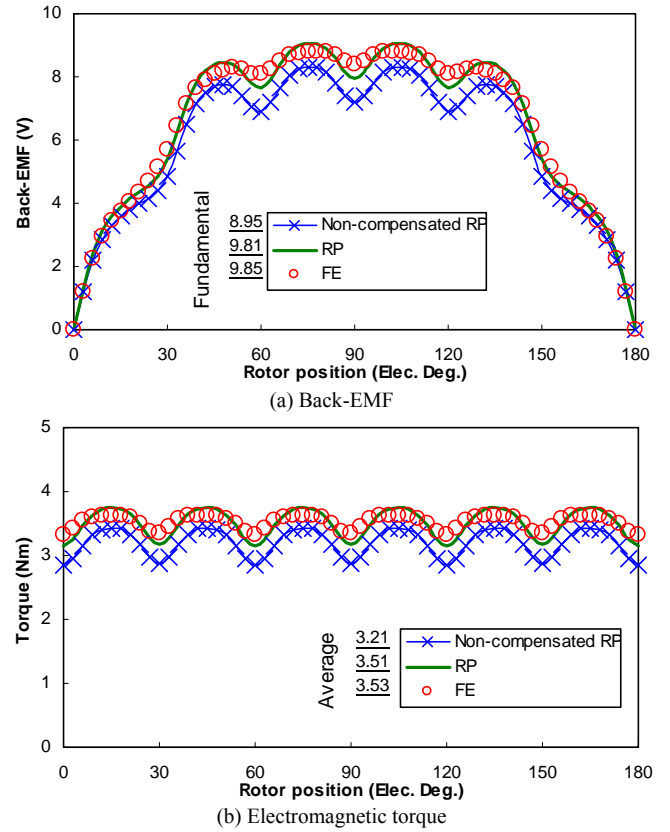 10
8
6
4
2
0
Back-EMF (V)
Fundamental
8.95 Non-compensated RP
9.81 RP
9.85 FE
0 30 60 90 120 150 180
Rotor position (Elec. Deg.)
(a) Back-EMF
5
4
3
2
1
0
Torque (Nm)
Average
3.21 Non-compensated RP
3.51 RP
3.53 FE
0 30 60 90 120 150 180
Rotor position (Elec. Deg.)
(b) Electromagnetic torque